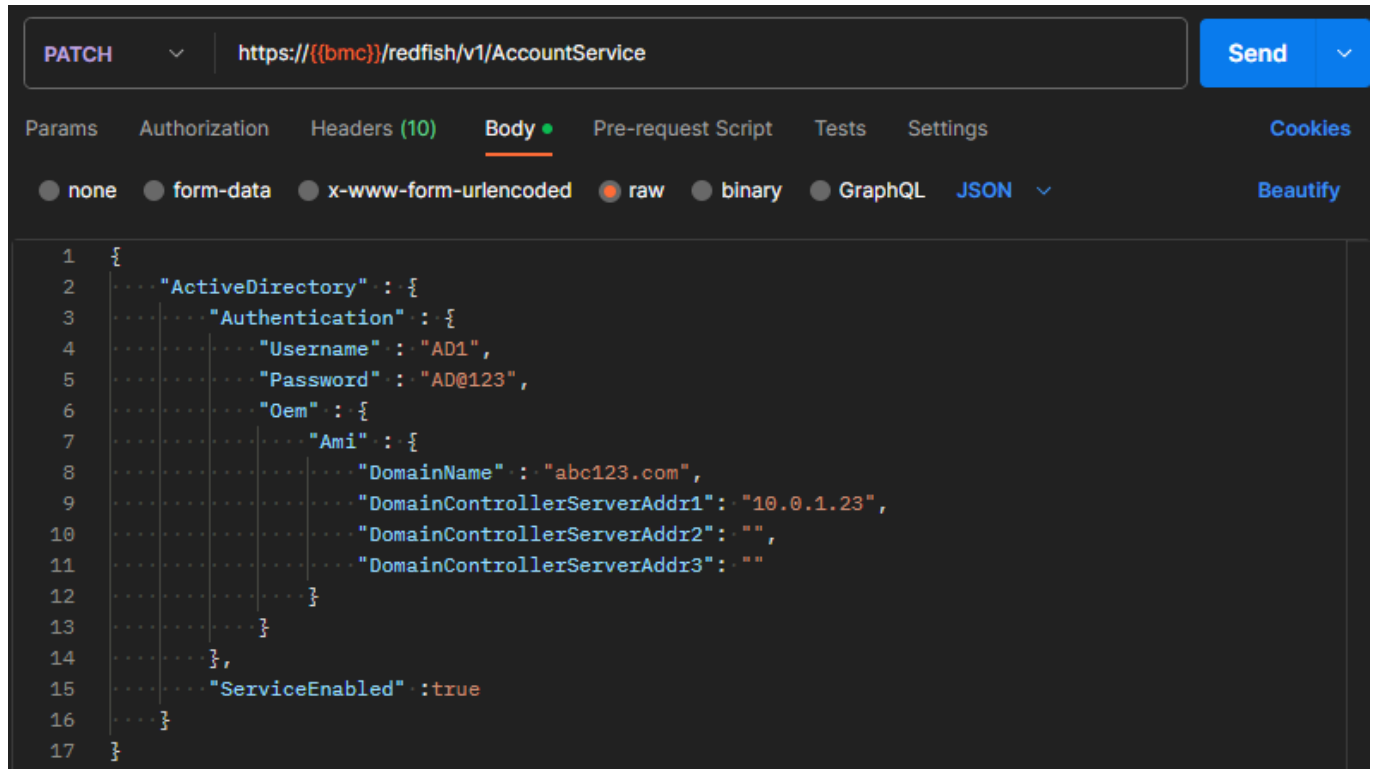 PATCH https://{{bmc}}/redfish/v1/AccountService Send
Params Authorization Headers (10) Body Pre-request Script Tests Settings Cookies
none form-data x-www-form-urlencoded raw binary GraphQL JSON Beautify
1 {
2 "ActiveDirectory" : {
3 "Authentication" : {
4 "Username" : "AD1",
5 "Password" : "AD@123",
6 "Oem" : {
7 "Ami" : {
8 "DomainName" : "abc123.com",
9 "DomainControllerServerAddr1": "10.0.1.23",
10 "DomainControllerServerAddr2": "",
11 "DomainControllerServerAddr3": ""
12 }
13 }
14 },
15 "ServiceEnabled" :true
16 }
17 }